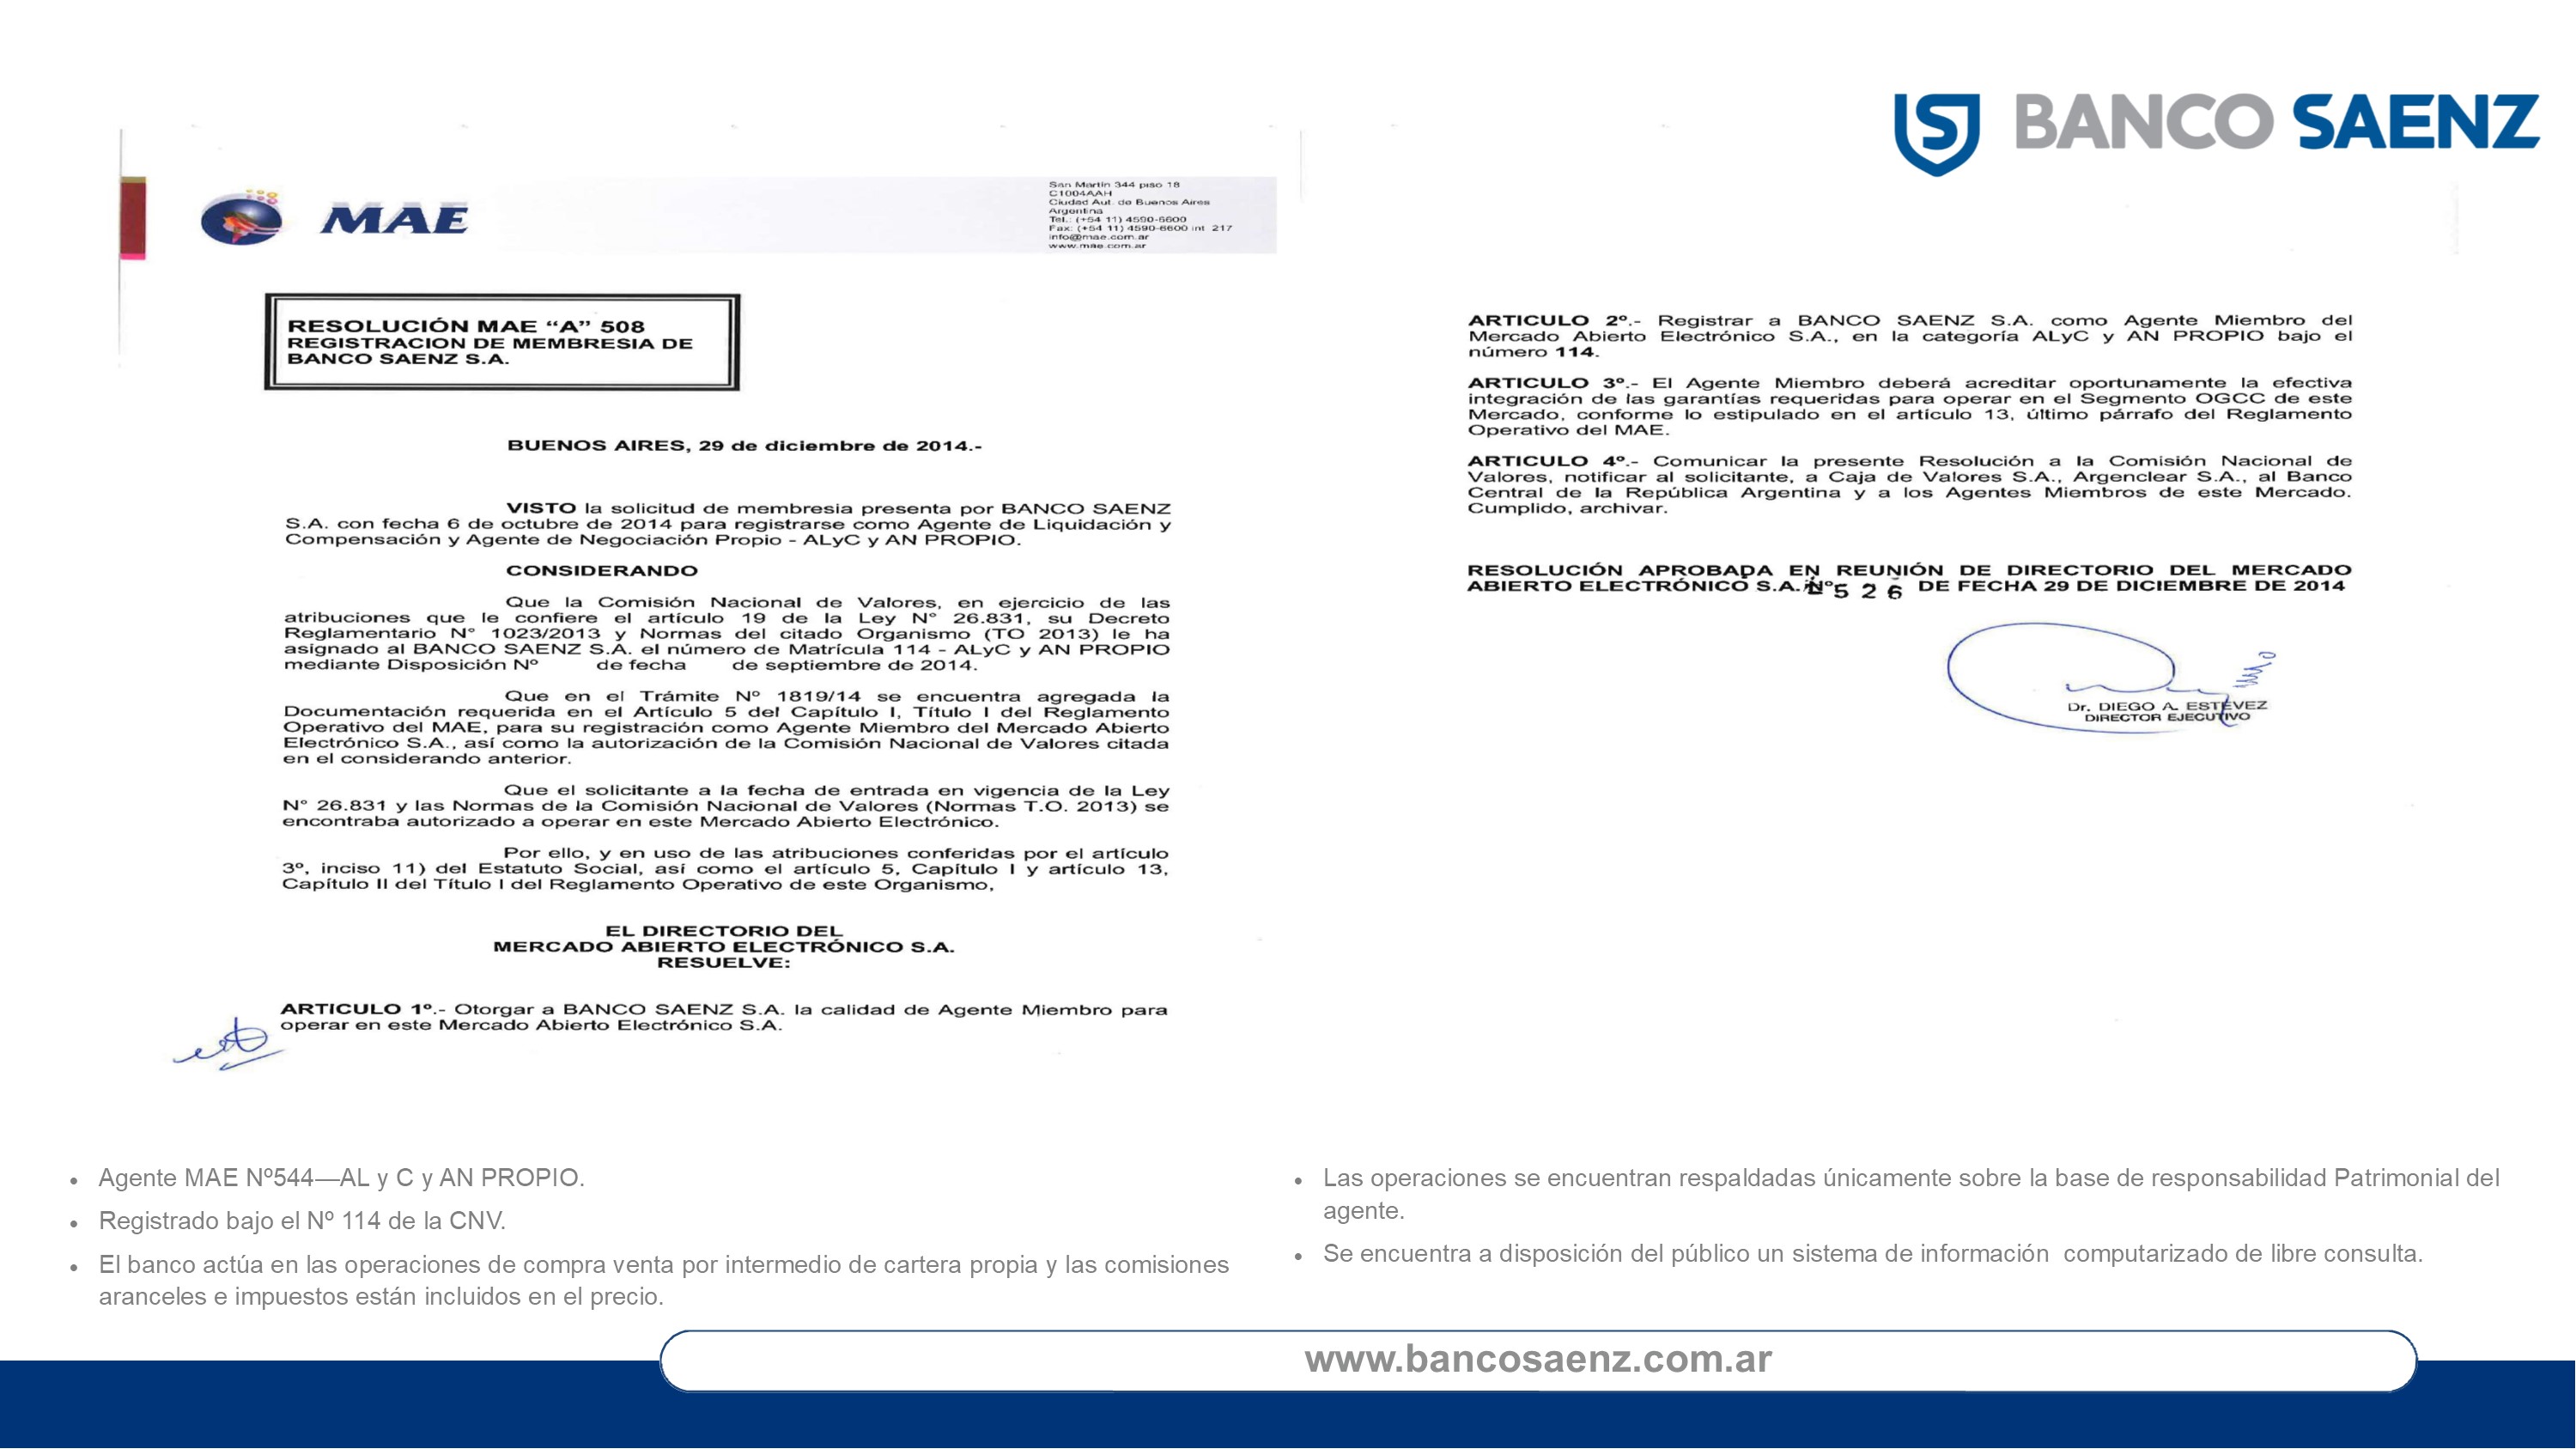 BANCO SAENZ
MAE
San Martín 344 piso 18
C1004AAH
Ciudad Aut. de Buenos Aires
Argentina
Tel.: (+54 11) 4590-6600
Fax: (+54 11) 4590-6600 int 217
info@mae.com.ar
www.mae.com.ar
RESOLUCIÓN MAE “A” 508
REGISTRACION DE MEMBRESIA DE
BANCO SAENZ S.A.
BUENOS AIRES, 29 de diciembre de 2014.-
VISTO la solicitud de membresia presenta por BANCO SAENZ
S.A. con fecha 6 de octubre de 2014 para registrarse como Agente de Liquidación y
Compensación y Agente de Negociación Propio - ALyC y AN PROPIO.
CONSIDERANDO
Que la Comisión Nacional de Valores, en ejercicio de las
atribuciones que le confiere el artículo 19 de la Ley N° 26.831, su Decreto
Reglamentario N° 1023/2013 y Normas del citado Organismo (TO 2013) le ha
asignado al BANCO SAENZ S.A. el número de Matrícula 114 - ALyC y AN PROPIO
mediante Disposición Nº de fecha de septiembre de 2014.
Que en el Trámite N° 1819/14 se encuentra agregada la
Documentación requerida en el Artículo 5 del Capítulo I, Título I del Reglamento
Operativo del MAE, para su registración como Agente Miembro del Mercado Abierto
Electrónico S.A., así como la autorización de la Comisión Nacional de Valores citada
en el considerando anterior.
Que el solicitante a la fecha de entrada en vigencia de la Ley
N° 26.831 y las Normas de la Comisión Nacional de Valores (Normas T.O. 2013) se
encontraba autorizado a operar en este Mercado Abierto Electrónico.
Por ello, y en uso de las atribuciones conferidas por el artículo
3º, inciso 11) del Estatuto Social, así como el artículo 5, Capítulo I y artículo 13,
Capítulo II del Título I del Reglamento Operativo de este Organismo,
EL DIRECTORIO DEL
MERCADO ABIERTO ELECTRÓNICO S.A.
RESUELVE:
ARTICULO 1º.- Otorgar a BANCO SAENZ S.A. la calidad de Agente Miembro para
operar en este Mercado Abierto Electrónico S.A.
ARTICULO 2º.- Registrar a BANCO SAENZ S.A. como Agente Miembro del
Mercado Abierto Electrónico S.A., en la categoría ALyC y AN PROPIO bajo el
número 114.
ARTICULO 3º.- El Agente Miembro deberá acreditar oportunamente la efectiva
integración de las garantías requeridas para operar en el Segmento OGCC de este
Mercado, conforme lo estipulado en el artículo 13, último párrafo del Reglamento
Operativo del MAE.
ARTICULO 4º.- Comunicar la presente Resolución a la Comisión Nacional de
Valores, notificar al solicitante, a Caja de Valores S.A., Argenclear S.A., al Banco
Central de la República Argentina y a los Agentes Miembros de este Mercado.
Cumplido, archivar.
RESOLUCIÓN APROBADA EN REUNIÓN DE DIRECTORIO DEL MERCADO
ABIERTO ELECTRÓNICO S.A. Nº 526 DE FECHA 29 DE DICIEMBRE DE 2014
Dr. DIEGO A. ESTÉVEZ
DIRECTOR EJECUTIVO
• Agente MAE Nº544—AL y C y AN PROPIO.
• Registrado bajo el Nº 114 de la CNV.
• El banco actúa en las operaciones de compra venta por intermedio de cartera propia y las comisiones
aranceles e impuestos están incluidos en el precio.
• Las operaciones se encuentran respaldadas únicamente sobre la base de responsabilidad Patrimonial del
agente.
• Se encuentra a disposición del público un sistema de información computarizado de libre consulta.
www.bancosaenz.com.ar